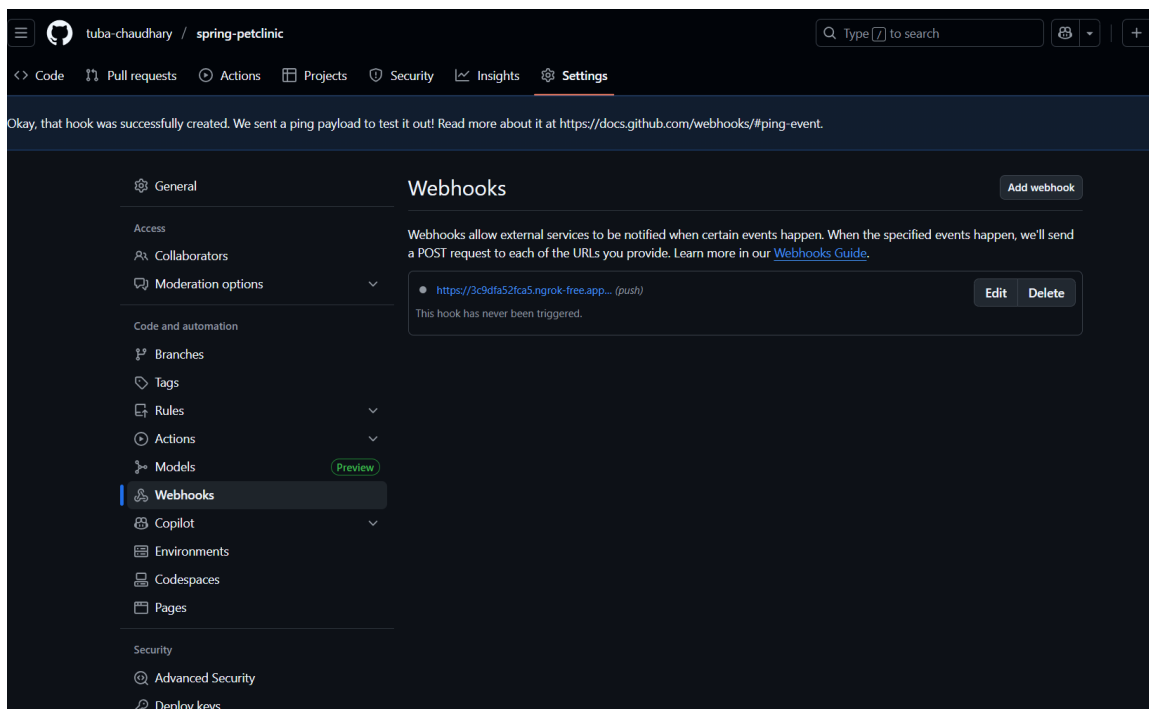 tuba-chaudhary / spring-petclinic
Type / to search
Code Pull requests Actions Projects Security Insights Settings
Okay, that hook was successfully created. We sent a ping payload to test it out! Read more about it at https://docs.github.com/webhooks/#ping-event.
General
Access
Collaborators
Moderation options
Code and automation
Branches
Tags
Rules
Actions
Models Preview
Webhooks
Copilot
Environments
Codespaces
Pages
Security
Advanced Security
Deploy keys
Webhooks
Add webhook
Webhooks allow external services to be notified when certain events happen. When the specified events happen, we'll send
a POST request to each of the URLs you provide. Learn more in our Webhooks Guide.
https://3c9dfa52fca5.ngrok-free.app... (push)
Edit Delete
This hook has never been triggered.